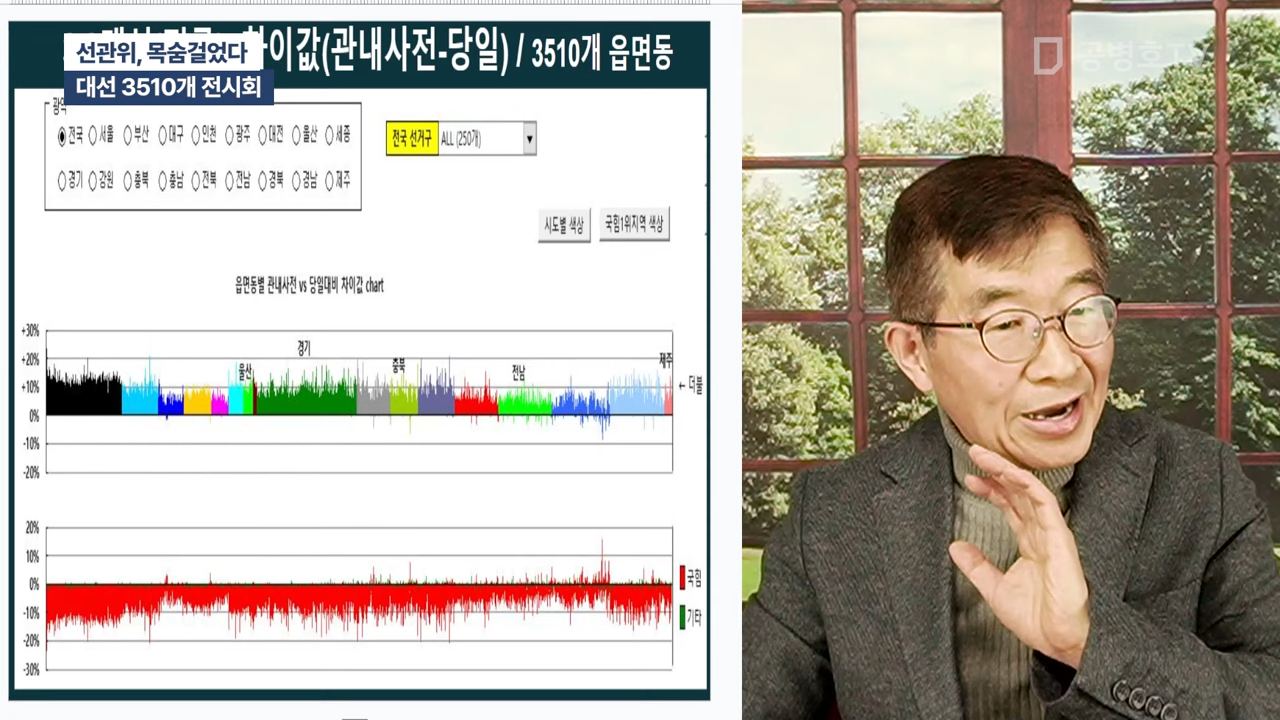 선관위, 목숨걸었다
대선 3510개 전시회
차이값(관내사전-당일) / 3510개 읍면동
광역
전국 서울 부산 대구 인천 광주 대전 울산 세종
경기 강원 충북 충남 전북 전남 경북 경남 제주
전국 선거구 ALL (250개)
시도별 색상 국힘1위지역 색상
읍면동별 관내사전 vs 당일대비 차이값 chart
+30%
+20%
+10%
0%
-10%
-20%
울산 경기 충북 전남 제주
← 더불
20%
10%
0%
-10%
-20%
-30%
국힘
기타
공병호TV